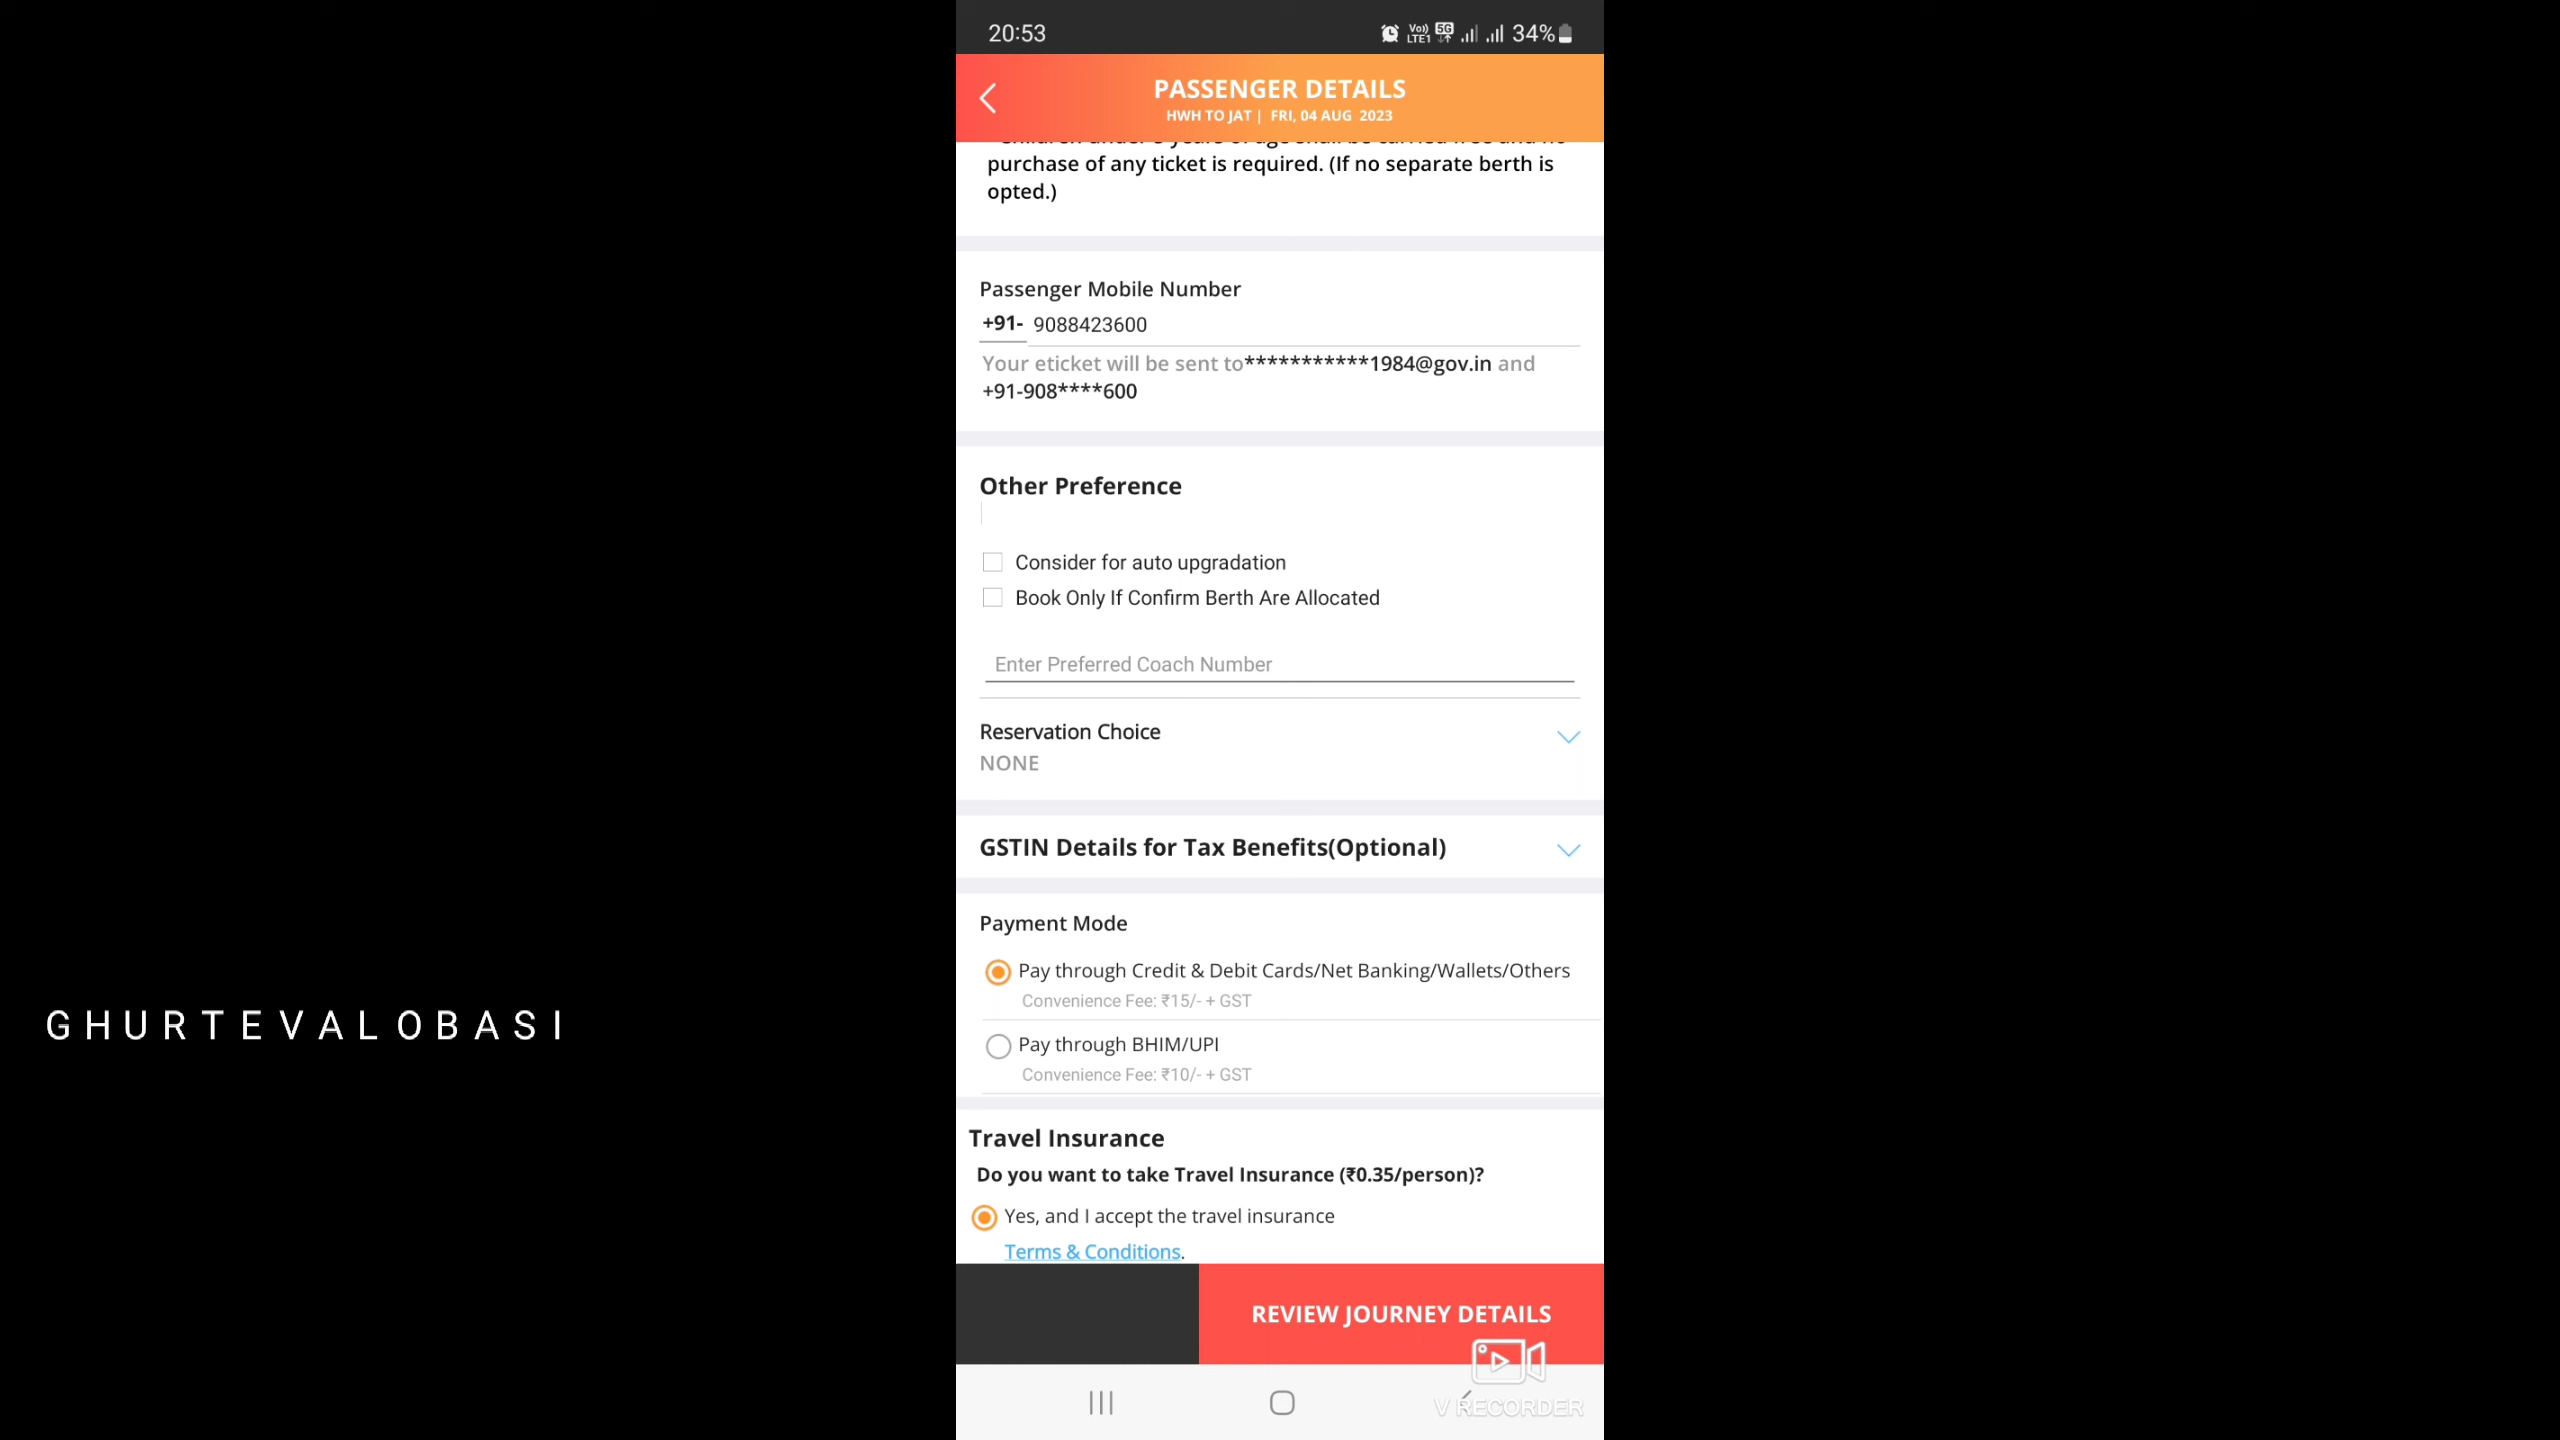 20:53
Vo)) LTE1 5G 34%
PASSENGER DETAILS
HWH TO JAT | FRI, 04 AUG 2023
purchase of any ticket is required. (If no separate berth is
opted.)
Passenger Mobile Number
+91- 9088423600
Your eticket will be sent to***********1984@gov.in and
+91-908****600
Other Preference
Consider for auto upgradation
Book Only If Confirm Berth Are Allocated
Enter Preferred Coach Number
Reservation Choice
NONE
GSTIN Details for Tax Benefits(Optional)
Payment Mode
Pay through Credit & Debit Cards/Net Banking/Wallets/Others
Convenience Fee: ₹15/- + GST
GHURTEVALOBASI
Pay through BHIM/UPI
Convenience Fee: ₹10/- + GST
Travel Insurance
Do you want to take Travel Insurance (₹0.35/person)?
Yes, and I accept the travel insurance
Terms & Conditions.
REVIEW JOURNEY DETAILS
V RECORDER